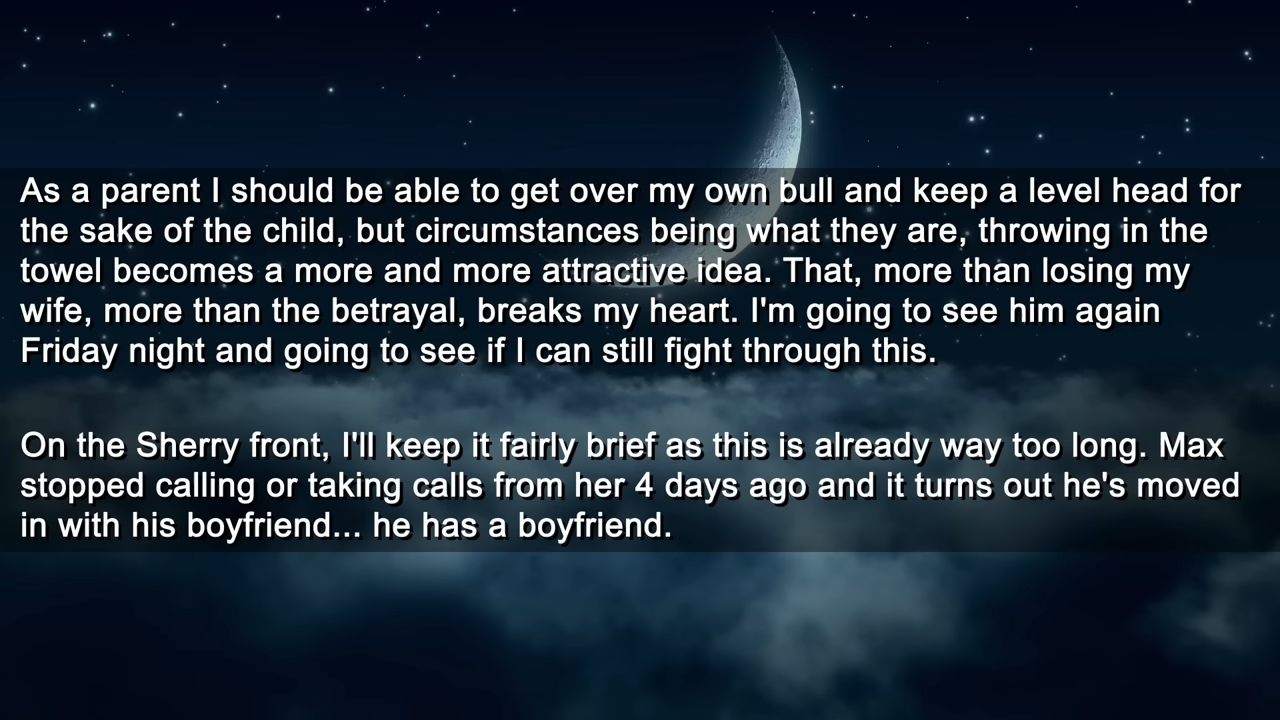 As a parent I should be able to get over my own bull and keep a level head for
the sake of the child, but circumstances being what they are, throwing in the
towel becomes a more and more attractive idea. That, more than losing my
wife, more than the betrayal, breaks my heart. I'm going to see him again
Friday night and going to see if I can still fight through this.
On the Sherry front, I'll keep it fairly brief as this is already way too long. Max
stopped calling or taking calls from her 4 days ago and it turns out he's moved
in with his boyfriend... he has a boyfriend.